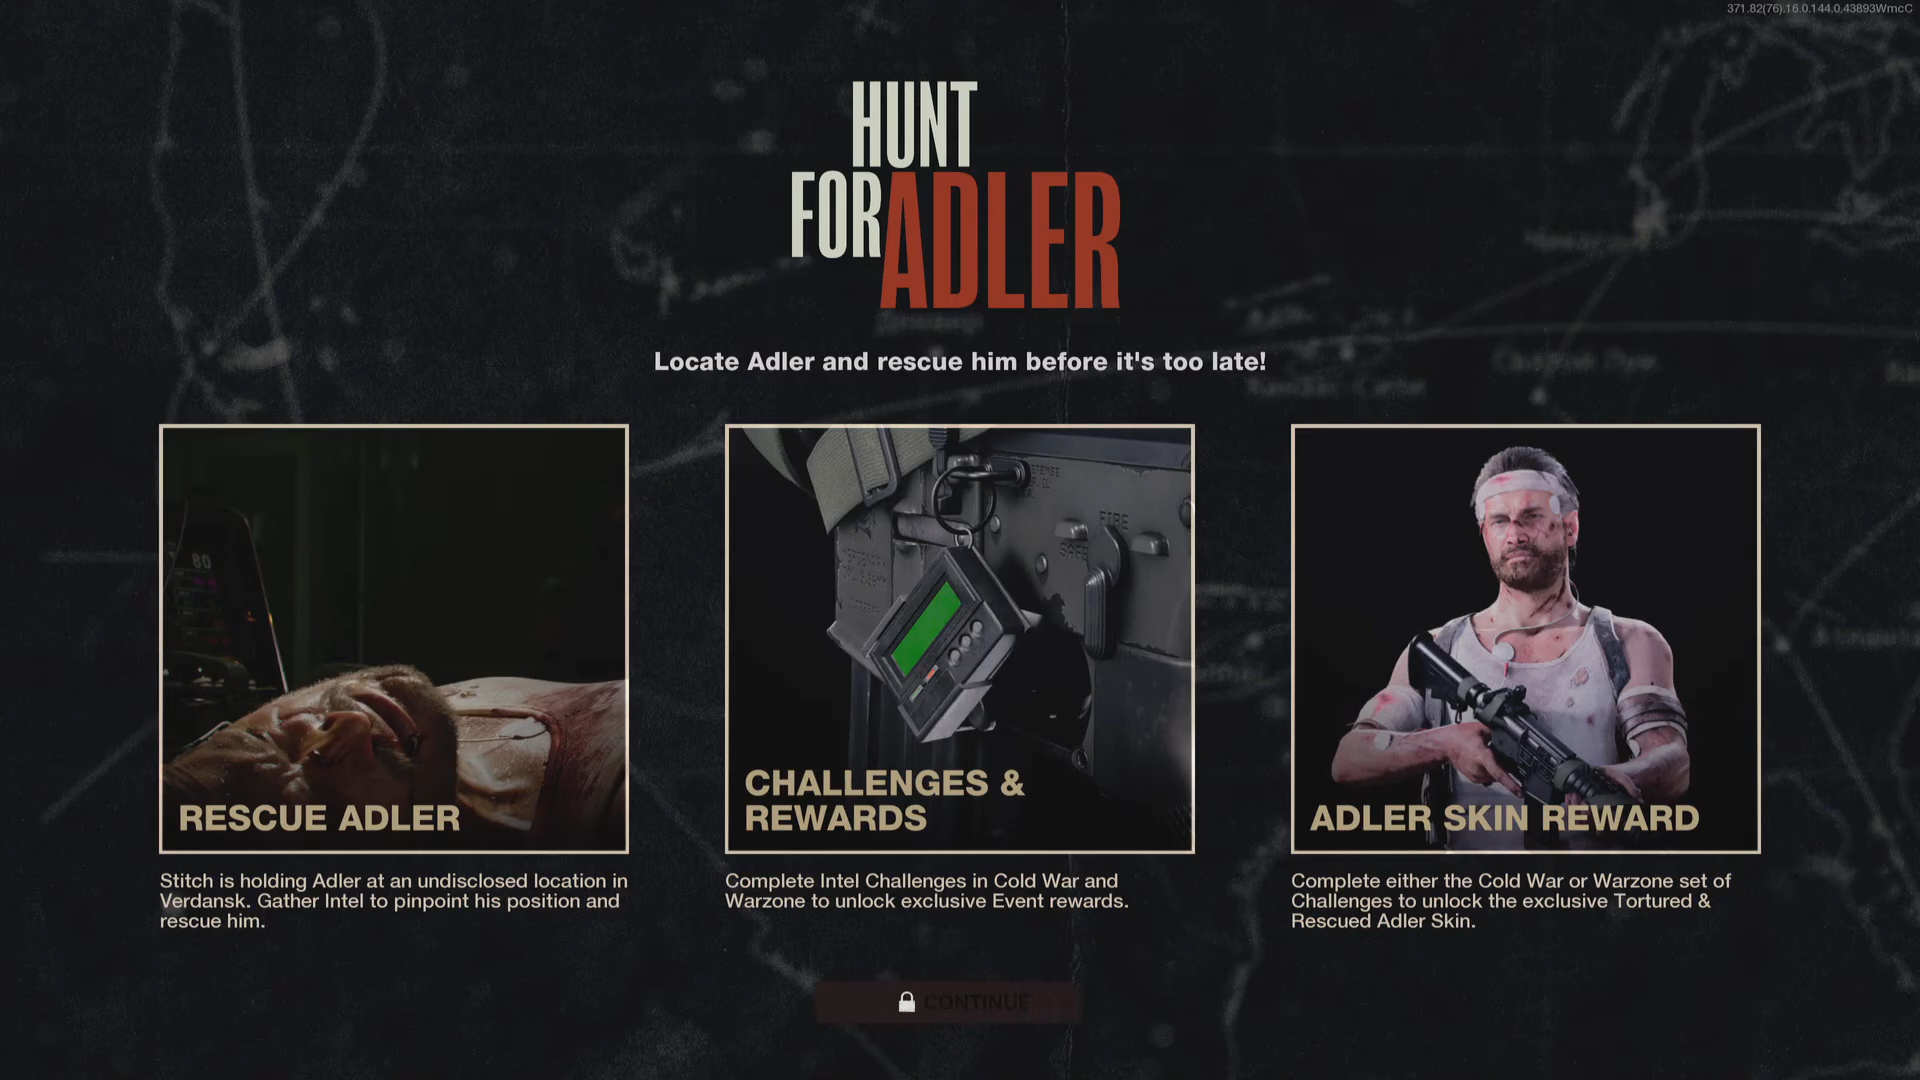 371.82(76).16.0.144.0.43893WmcC
HUNT
FOR ADLER
Locate Adler and rescue him before it's too late!
80
FIRE
SAFE
RESCUE ADLER
CHALLENGES &
REWARDS
ADLER SKIN REWARD
Stitch is holding Adler at an undisclosed location in
Verdansk. Gather Intel to pinpoint his position and
rescue him.
Complete Intel Challenges in Cold War and
Warzone to unlock exclusive Event rewards.
Complete either the Cold War or Warzone set of
Challenges to unlock the exclusive Tortured &
Rescued Adler Skin.
CONTINUE